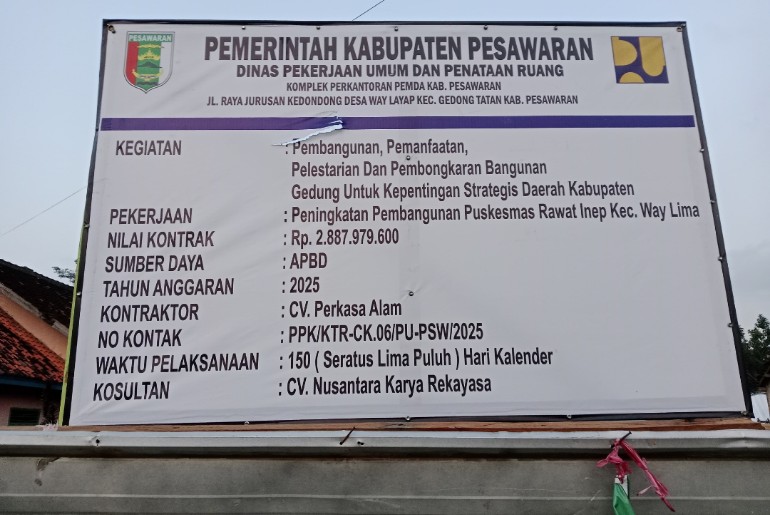 PESAWARAN
PEMERINTAH KABUPATEN PESAWARAN
DINAS PEKERJAAN UMUM DAN PENATAAN RUANG
KOMPLEK PERKANTORAN PEMDA KAB. PESAWARAN
JL. RAYA JURUSAN KEDONDONG DESA WAY LAYAP KEC. GEDONG TATAN KAB. PESAWARAN
KEGIATAN : Pembangunan, Pemanfaatan,
Pelestarian Dan Pembongkaran Bangunan
Gedung Untuk Kepentingan Strategis Daerah Kabupaten
PEKERJAAN : Peningkatan Pembangunan Puskesmas Rawat Inep Kec. Way Lima
NILAI KONTRAK : Rp. 2.887.979.600
SUMBER DAYA : APBD
TAHUN ANGGARAN : 2025
KONTRAKTOR : CV. Perkasa Alam
NO KONTAK : PPK/KTR-CK.06/PU-PSW/2025
WAKTU PELAKSANAAN : 150 ( Seratus Lima Puluh ) Hari Kalender
KOSULTAN : CV. Nusantara Karya Rekayasa